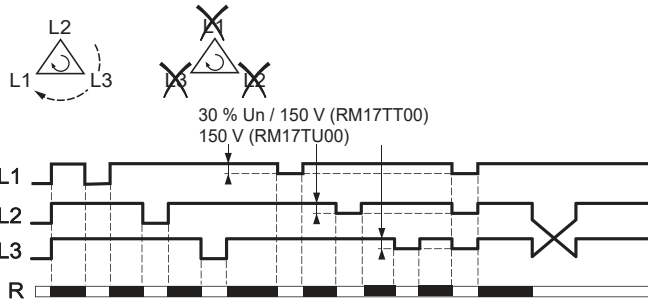 L2
L1 L3
L1
L3 L2
30 % Un / 150 V (RM17TT00)
150 V (RM17TU00)
L1
L2
L3
R